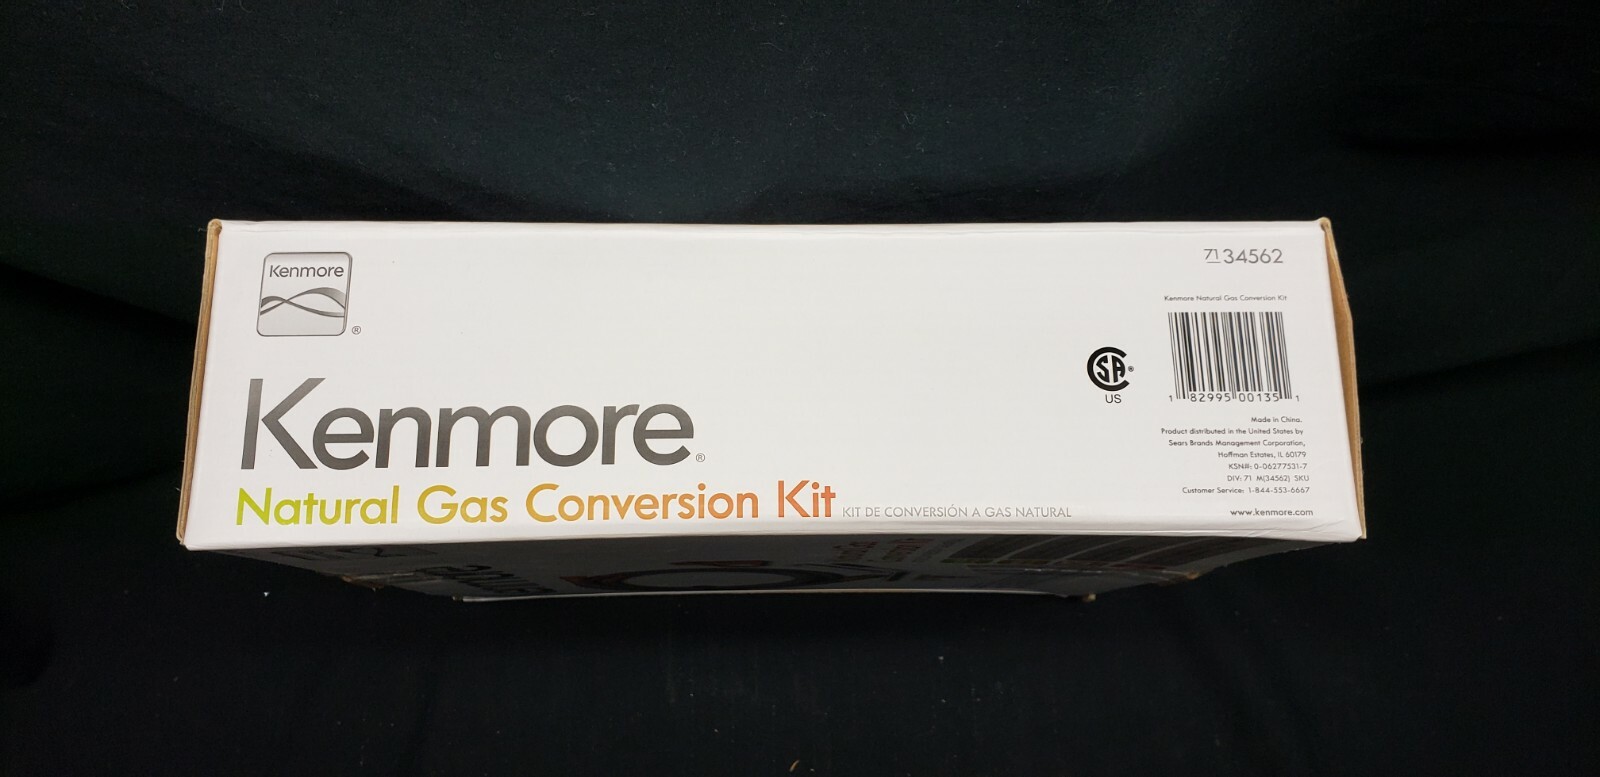 Kenmore
®
Kenmore®
Natural Gas Conversion Kit KIT DE CONVERSIÓN A GAS NATURAL
7134562
Kenmore Natural Gas Conversion Kit
SA®
US
1 82995 00135 1
Made in China.
Product distributed in the United States by
Sears Brands Management Corporation,
Hoffman Estates, IL 60179
KSN#: 0-06277531-7
DIV: 71 M(34562) SKU
Customer Service: 1-844-553-6667
www.kenmore.com